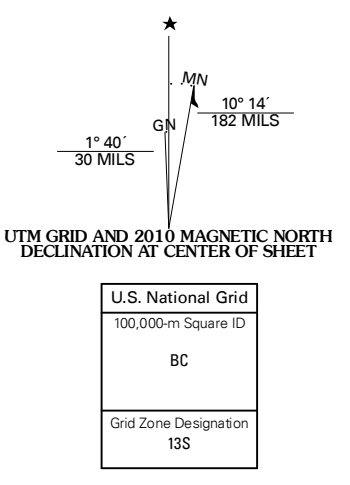 ★
MN
GN
10° 14´
182 MILS
1° 40´
30 MILS
UTM GRID AND 2010 MAGNETIC NORTH
DECLINATION AT CENTER OF SHEET
U.S. National Grid
100,000-m Square ID
BC
Grid Zone Designation
13S